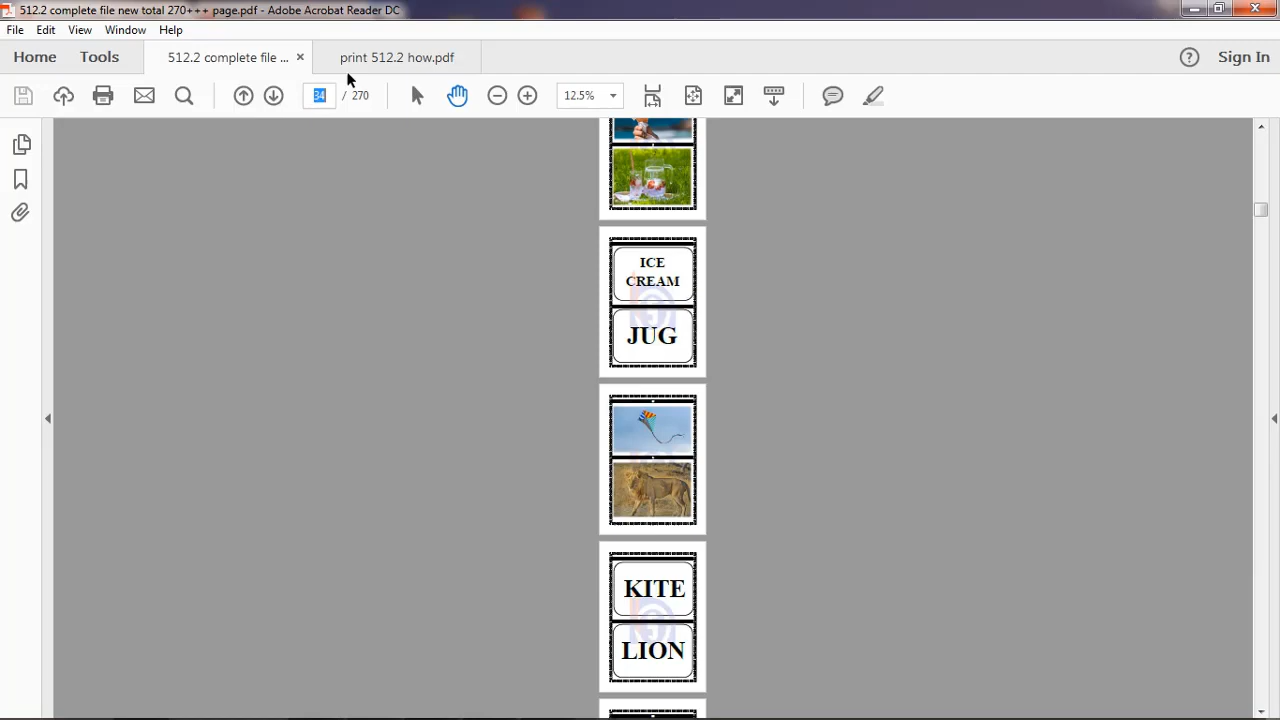 512.2 complete file new total 270+++ page.pdf - Adobe Acrobat Reader DC
File Edit View Window Help
Home Tools 512.2 complete file ... × print 512.2 how.pdf Sign In
34 / 270 12.5%
ICE
CREAM
JUG
KITE
LION